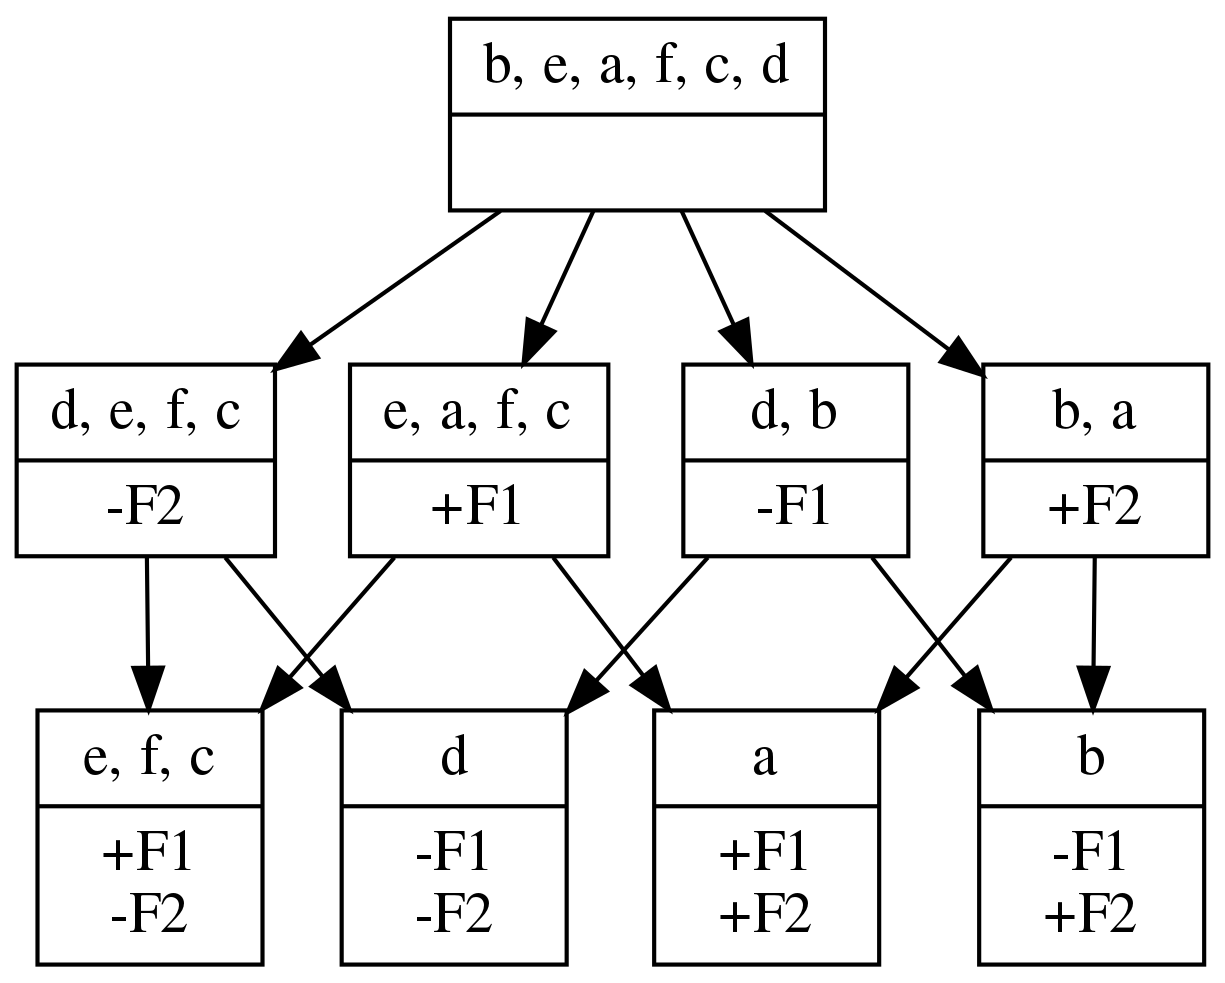 b, e, a, f, c, d
d, e, f, c
-F2
e, a, f, c
+F1
d, b
-F1
b, a
+F2
e, f, c
+F1
-F2
d
-F1
-F2
a
+F1
+F2
b
-F1
+F2